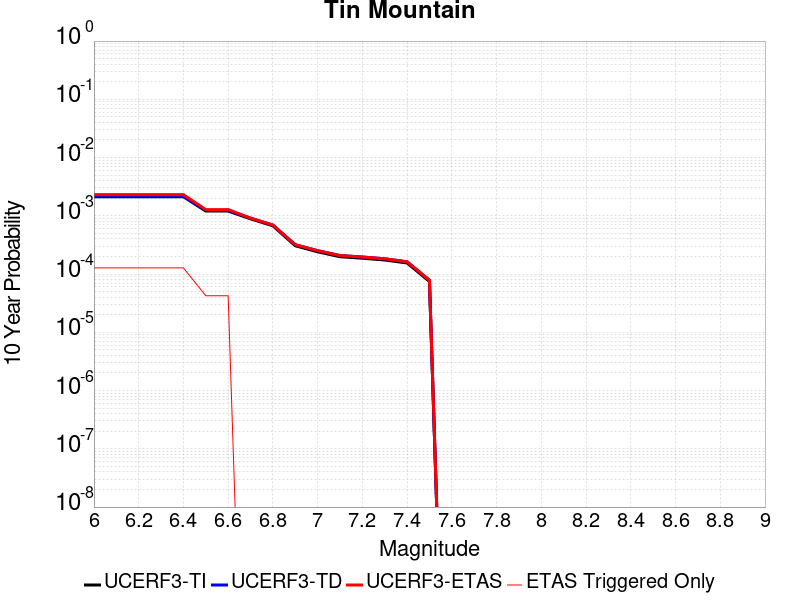 Tin Mountain
10 Year Probability
10^0
10^-1
10^-2
10^-3
10^-4
10^-5
10^-6
10^-7
10^-8
6 6.2 6.4 6.6 6.8 7 7.2 7.4 7.6 7.8 8 8.2 8.4 8.6 8.8 9
Magnitude
UCERF3-TI UCERF3-TD UCERF3-ETAS ETAS Triggered Only